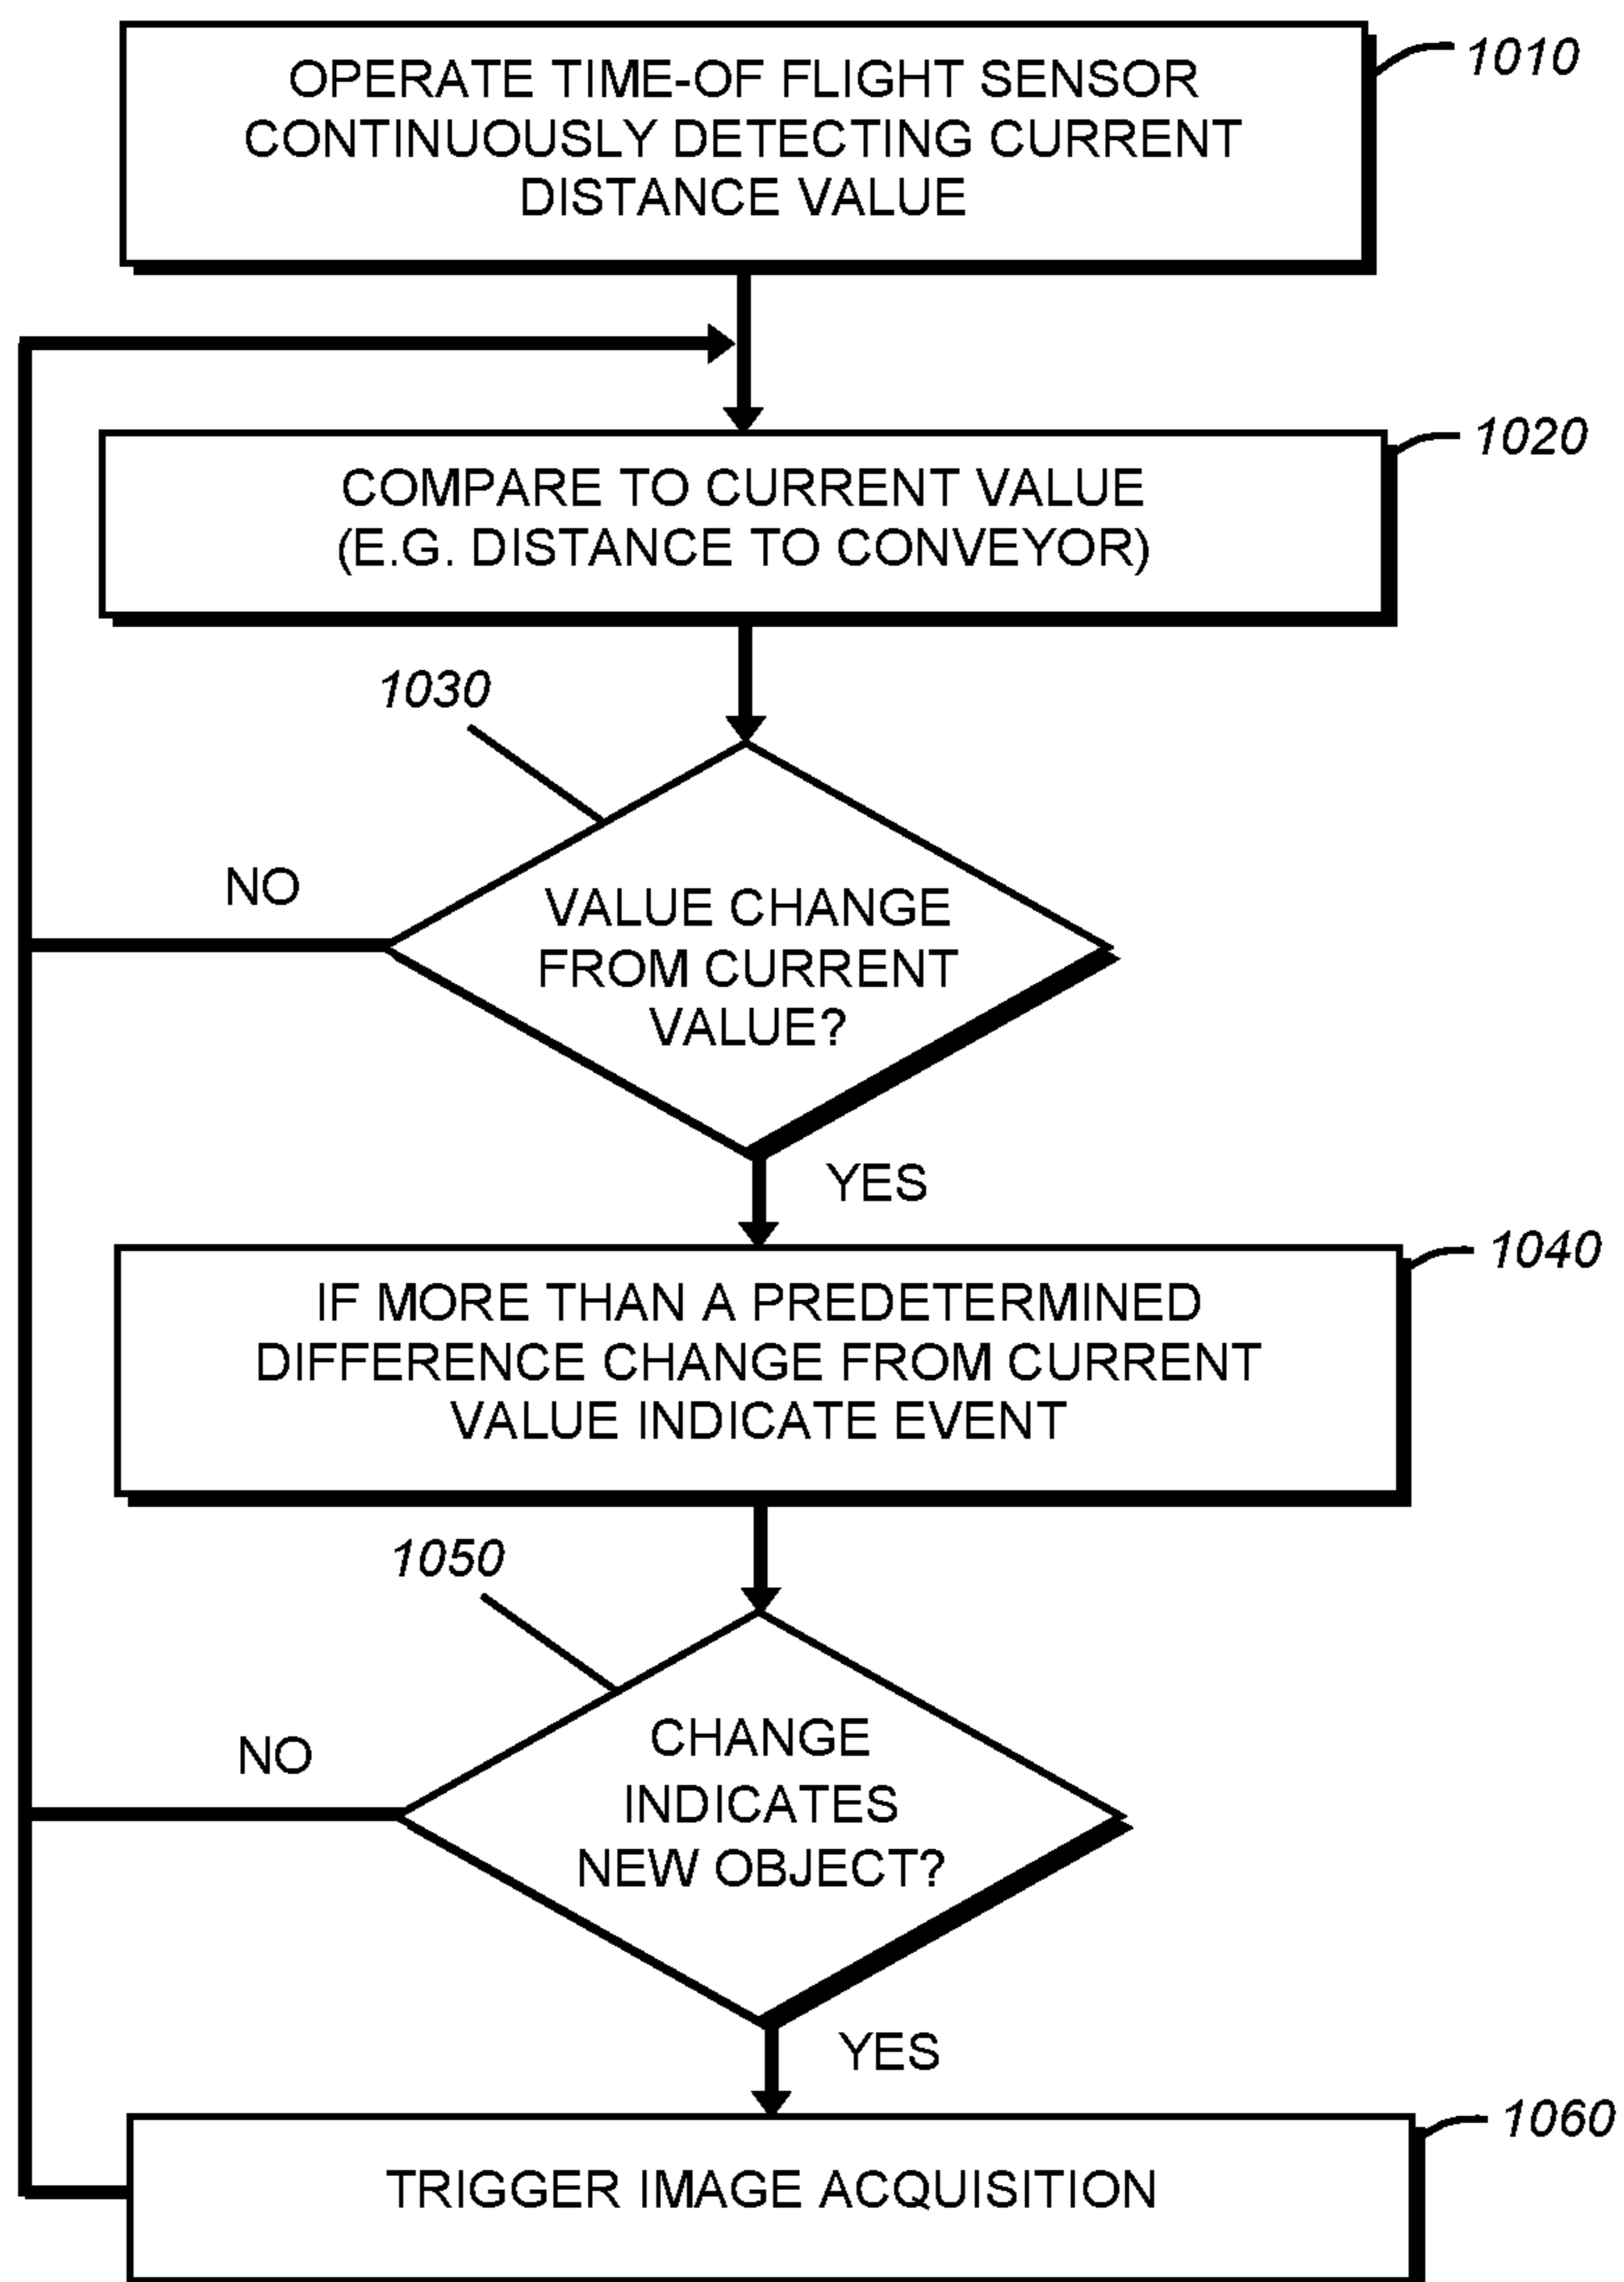 OPERATE TIME-OF FLIGHT SENSOR
CONTINUOUSLY DETECTING CURRENT
DISTANCE VALUE
1010
COMPARE TO CURRENT VALUE
(E.G. DISTANCE TO CONVEYOR)
1020
1030
NO
VALUE CHANGE
FROM CURRENT
VALUE?
YES
IF MORE THAN A PREDETERMINED
DIFFERENCE CHANGE FROM CURRENT
VALUE INDICATE EVENT
1040
1050
NO
CHANGE
INDICATES
NEW OBJECT?
YES
TRIGGER IMAGE ACQUISITION
1060